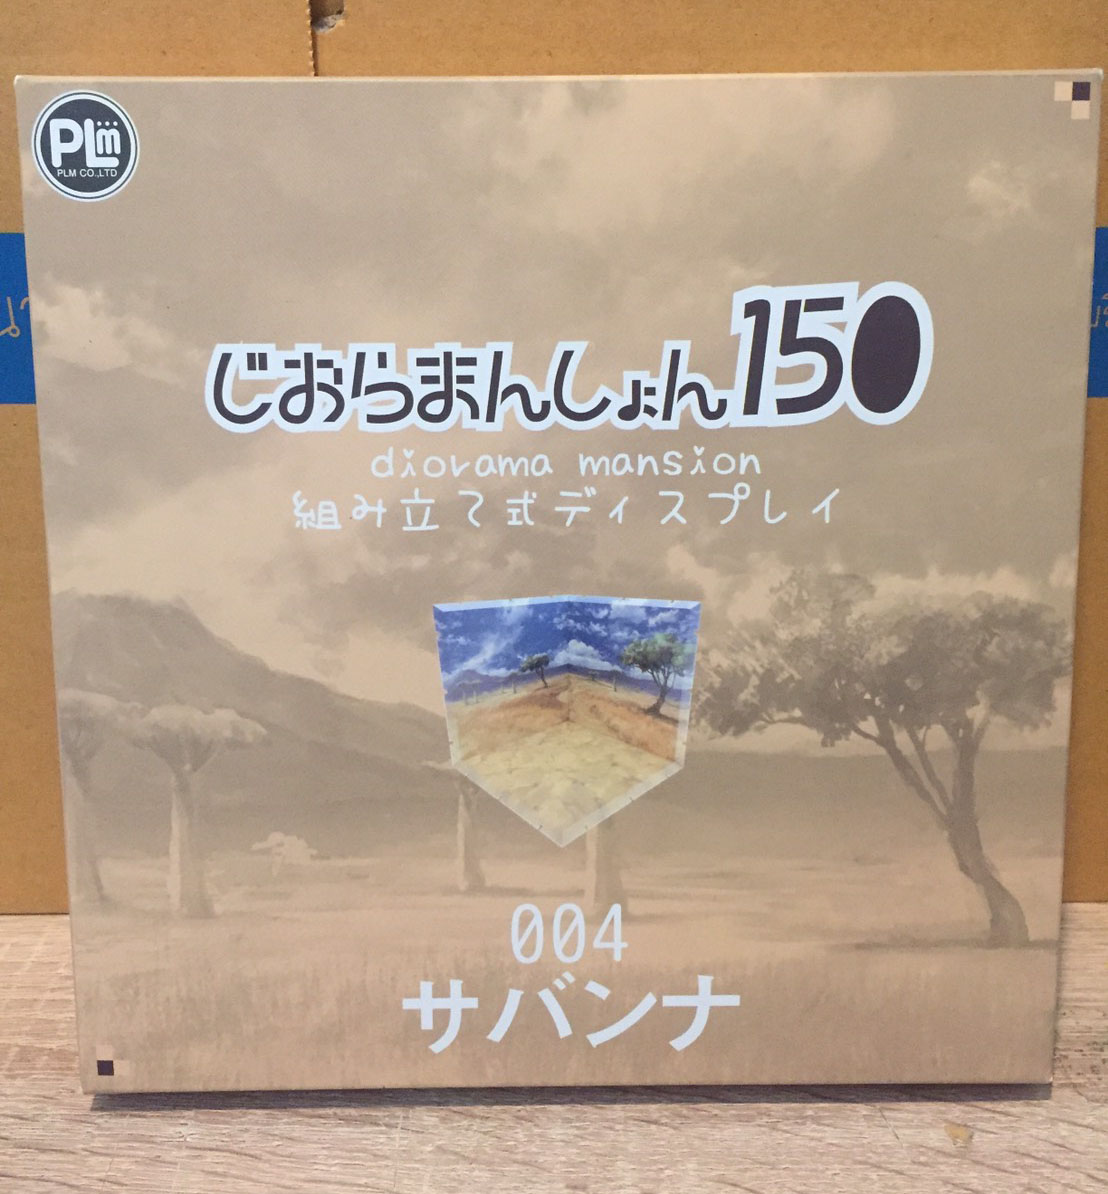 PLm
PLM CO.,LTD
じおらまんしょん150
diorama mansion
組み立て式ディスプレイ
004
サバンナ